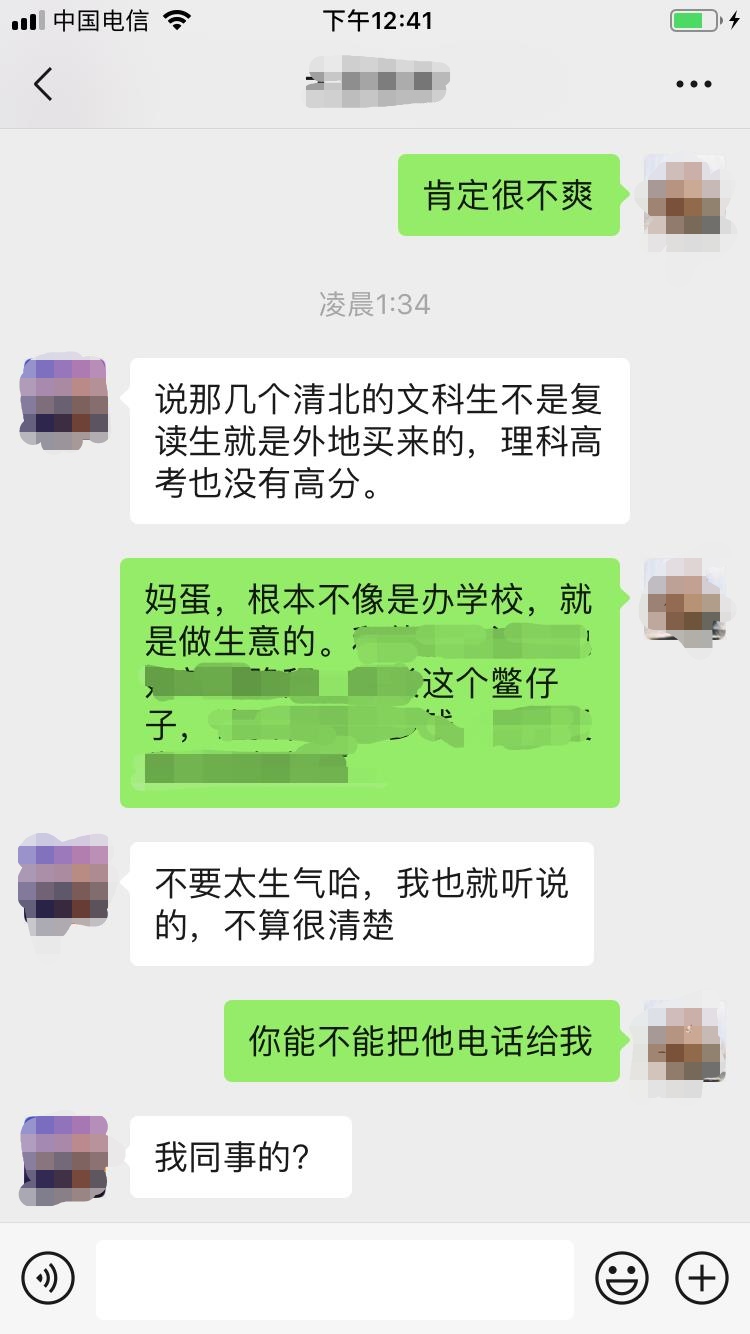 中国电信
下午12:41
肯定很不爽
凌晨1:34
说那几个清北的文科生不是复
读生就是外地买来的，理科高
考也没有高分。
妈蛋，根本不像是办学校，就
是做生意的。
这个鳖仔
子，
不要太生气哈，我也就听说
的，不算很清楚
你能不能把他电话给我
我同事的?